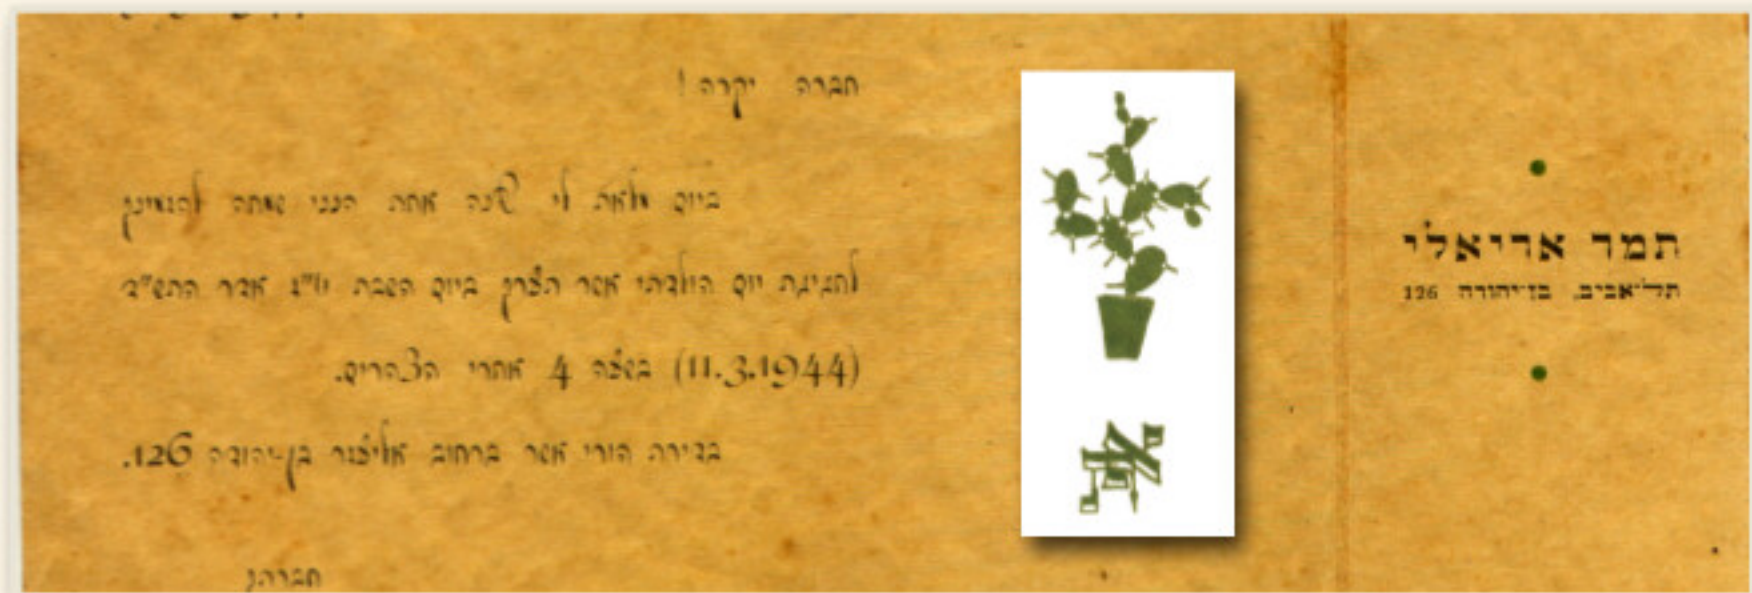 חברה יקרה!
ביום מלאת לי שנה אחת הנני שמחה להזמינך
לחגיגת יום הולדתי אשר תערך ביום השבת ט"ז אדר התש"ד
(11.3.1944) בשעה 4 אחרי הצהרים.
בדירת הורי אשר ברחוב אליעזר בן-יהודה 126.
חברתך
תמר אריאלי
תל־אביב, בן־יהודה 126